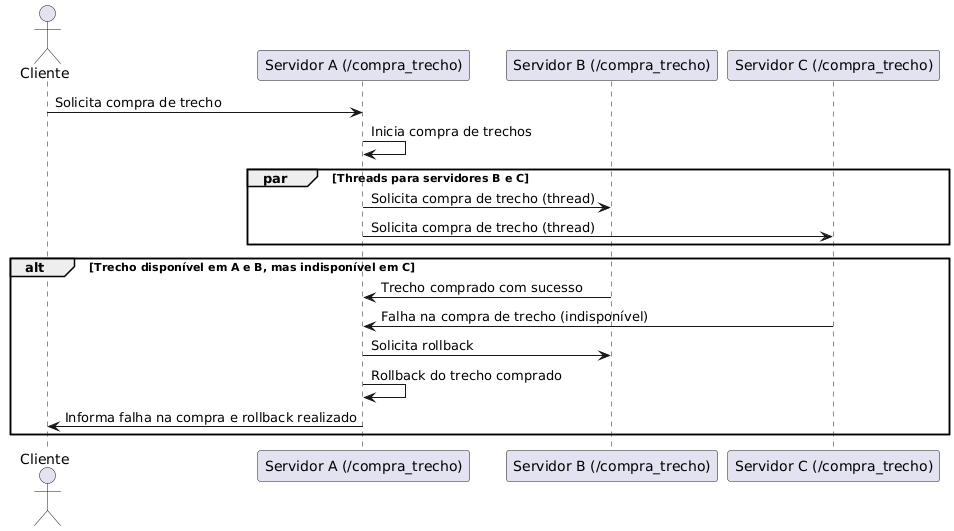 Cliente
Servidor A (/compra_trecho)
Servidor B (/compra_trecho)
Servidor C (/compra_trecho)
Solicita compra de trecho
Inicia compra de trechos
par
[Threads para servidores B e C]
Solicita compra de trecho (thread)
Solicita compra de trecho (thread)
alt
[Trecho disponível em A e B, mas indisponível em C]
Trecho comprado com sucesso
Falha na compra de trecho (indisponível)
Solicita rollback
Rollback do trecho comprado
Informa falha na compra e rollback realizado
Cliente
Servidor A (/compra_trecho)
Servidor B (/compra_trecho)
Servidor C (/compra_trecho)